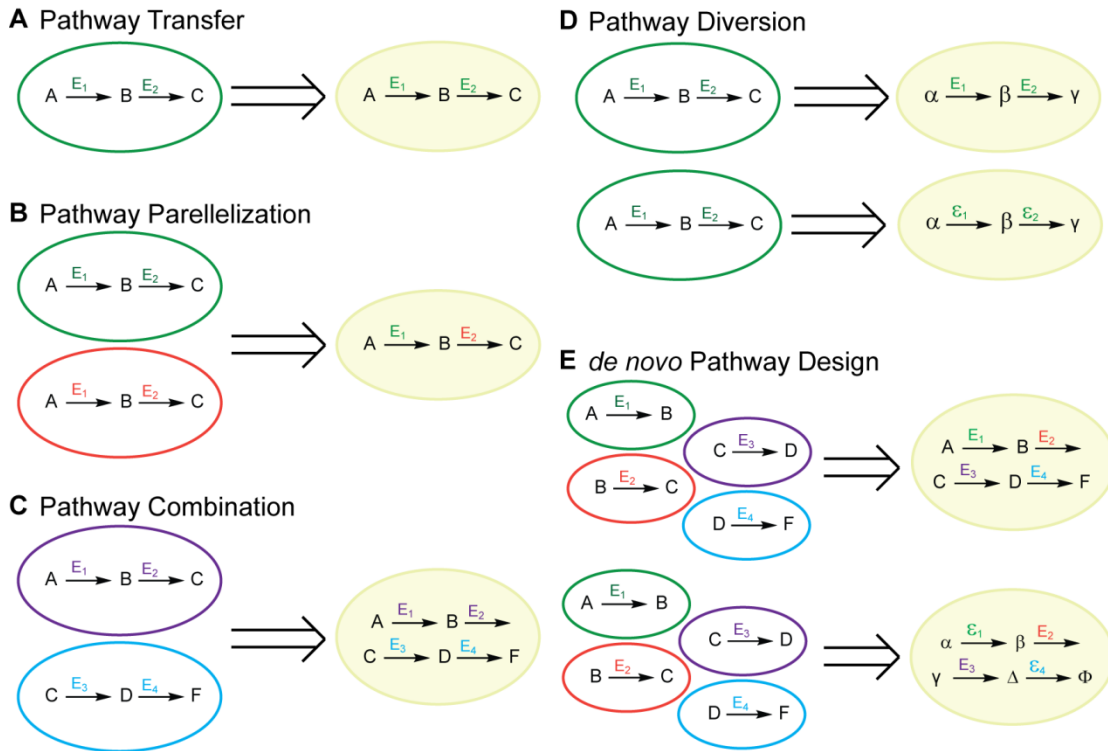 A Pathway Transfer
E₁ E₂
A B C
E₁ E₂
A B C
B Pathway Parellelization
E₁ E₂
A B C
E₁ E₂
A B C
E₁ E₂
A B C
C Pathway Combination
E₁ E₂
A B C
E₃ E₄
C D F
E₁ E₂
A B
E₃ E₄
C D F
D Pathway Diversion
E₁ E₂
A B C
E₁ E₂
α β γ
E₁ E₂
A B C
ε₁ ε₂
α β γ
E de novo Pathway Design
E₁
A B
E₂
B C
E₃
C D
E₄
D F
E₁ E₂
A B
E₃ E₄
C D F
E₁
A B
E₂
B C
E₃
C D
E₄
D F
ε₁ E₂
α β
E₃ ε₄
γ Δ Φ